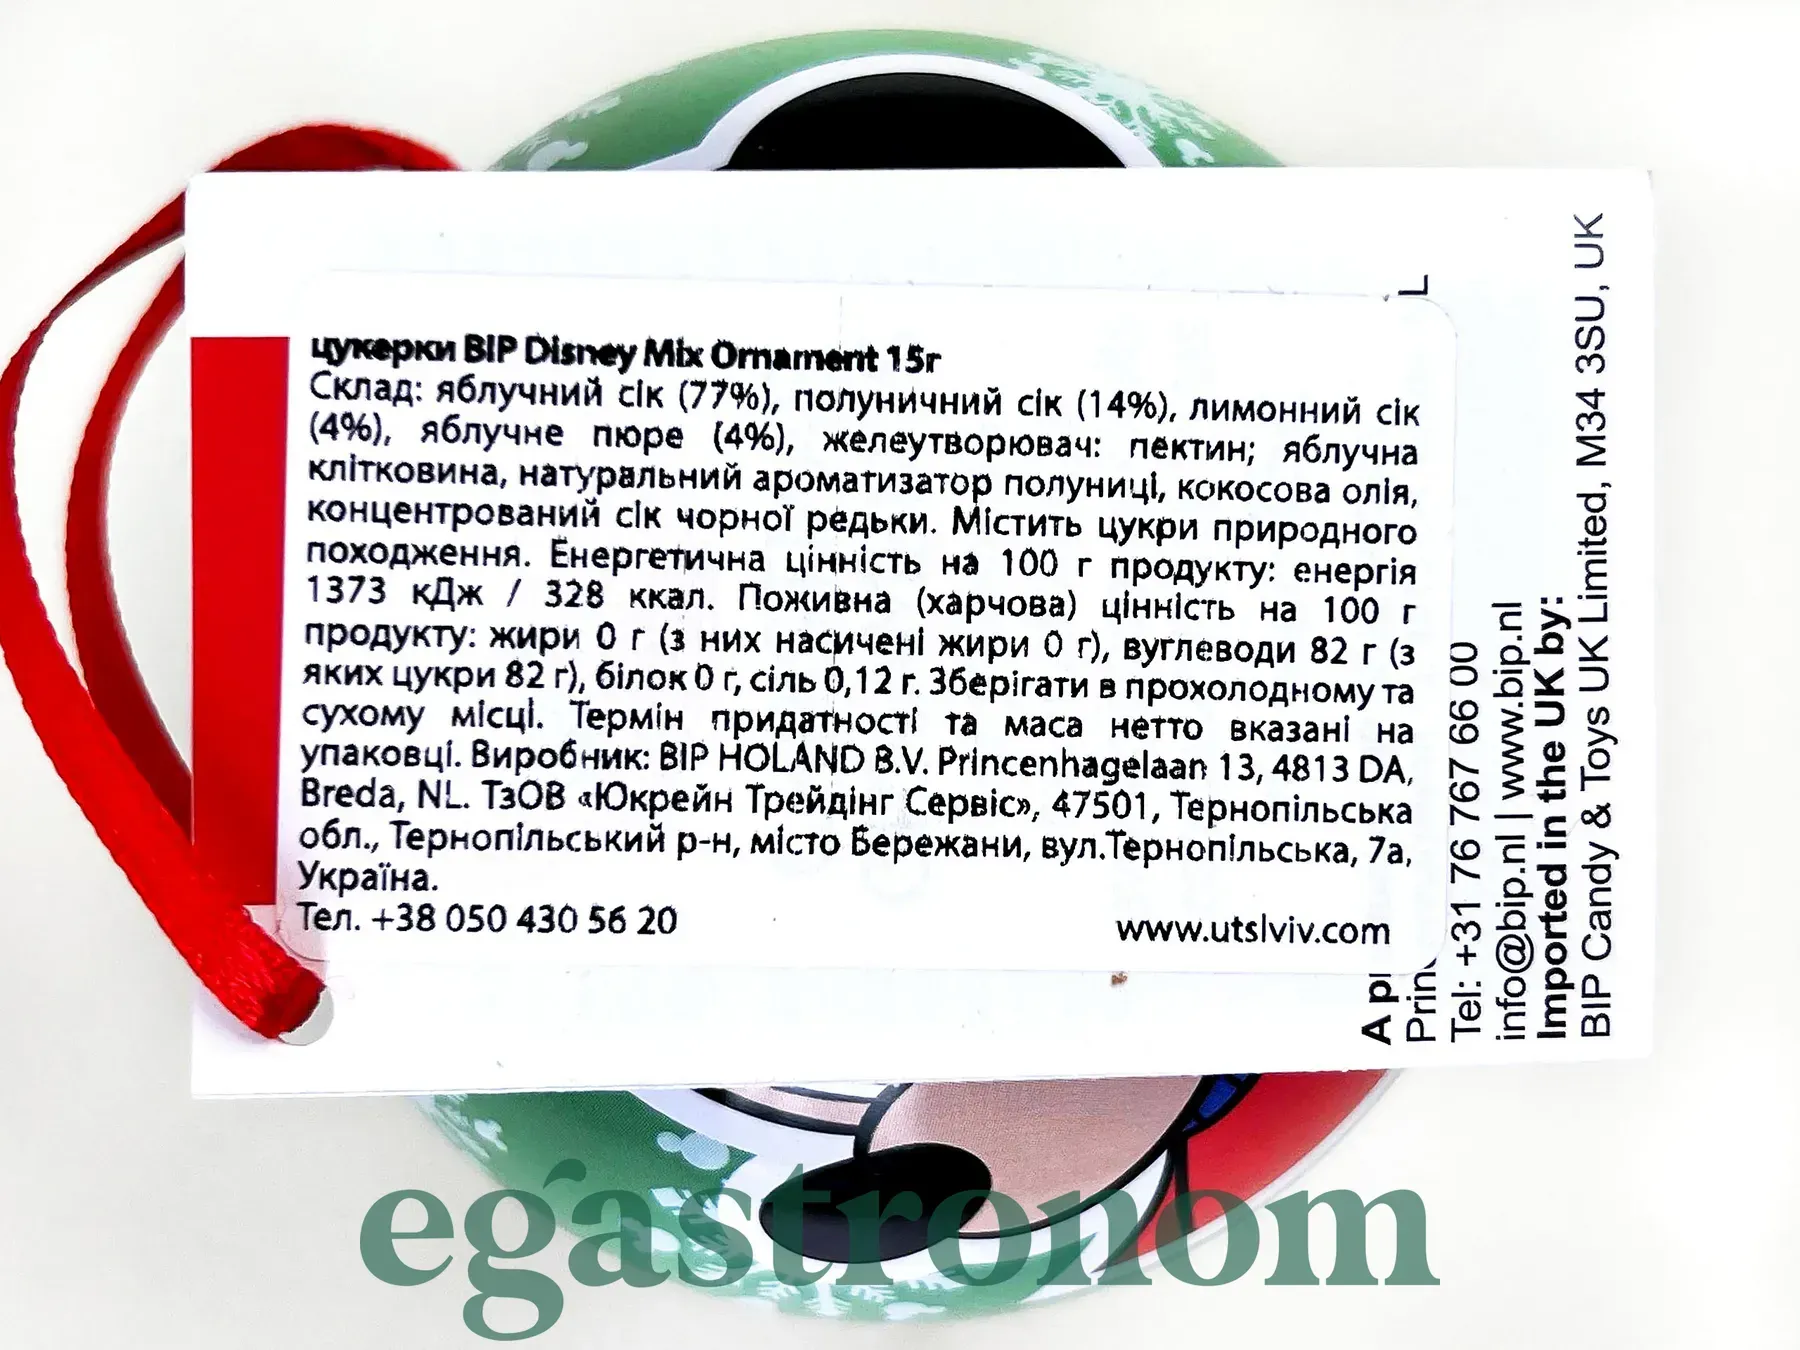 цукерки BIP Disney Mix Ornament 15г
Склад: яблучний сік (77%), полуничний сік (14%), лимонний сік
(4%), яблучне пюре (4%), желеутворювач: пектин; яблучна
клітковина, натуральний ароматизатор полуниці, кокосова олія,
концентрований сік чорної редьки. Містить цукри природного
походження. Енергетична цінність на 100 г продукту: енергія
1373 кДж / 328 ккал. Поживна (харчова) цінність на 100 г
продукту: жири 0 г (з них насичені жири 0 г), вуглеводи 82 г (з
яких цукри 82 г), білок 0 г, сіль 0,12 г. Зберігати в прохолодному та
сухому місці. Термін придатності та маса нетто вказані на
упаковці. Виробник: BIP HOLAND B.V. Princenhagelaan 13, 4813 DA,
Breda, NL. ТзОВ «Юкрейн Трейдінг Сервіс», 47501, Тернопільська
обл., Тернопільський р-н, місто Бережани, вул.Тернопільська, 7а,
Україна.
Тел. +38 050 430 56 20 www.utslviv.com
A p
Prin L
Tel: +31 76 767 66 00
info@bip.nl | www.bip.nl
Imported in the UK by:
BIP Candy & Toys UK Limited, M34 3SU, UK
egastronom